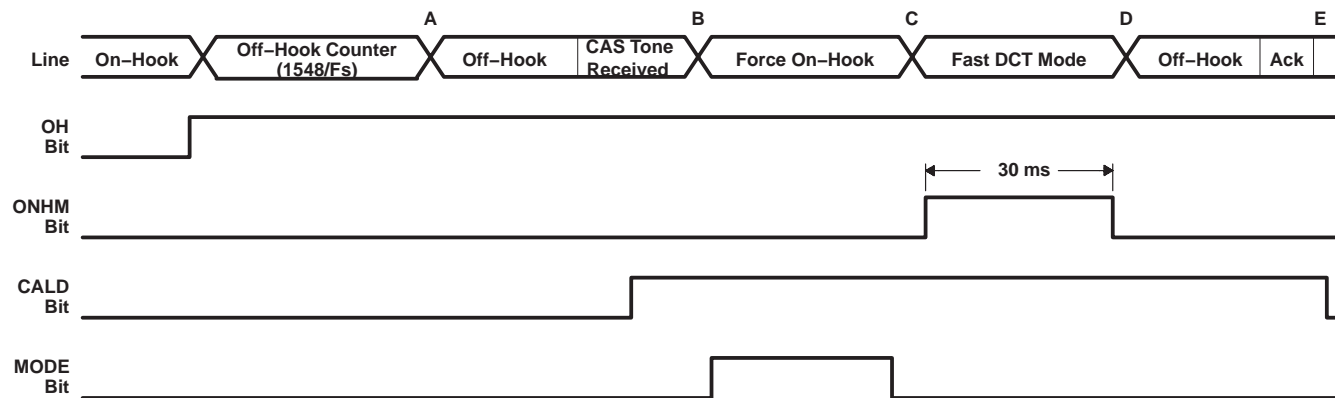 A B C D E
Line On−Hook Off−Hook Counter (1548/Fs) Off−Hook CAS Tone Received Force On−Hook Fast DCT Mode Off−Hook Ack
OH
Bit
30 ms
ONHM
Bit
CALD
Bit
MODE
Bit